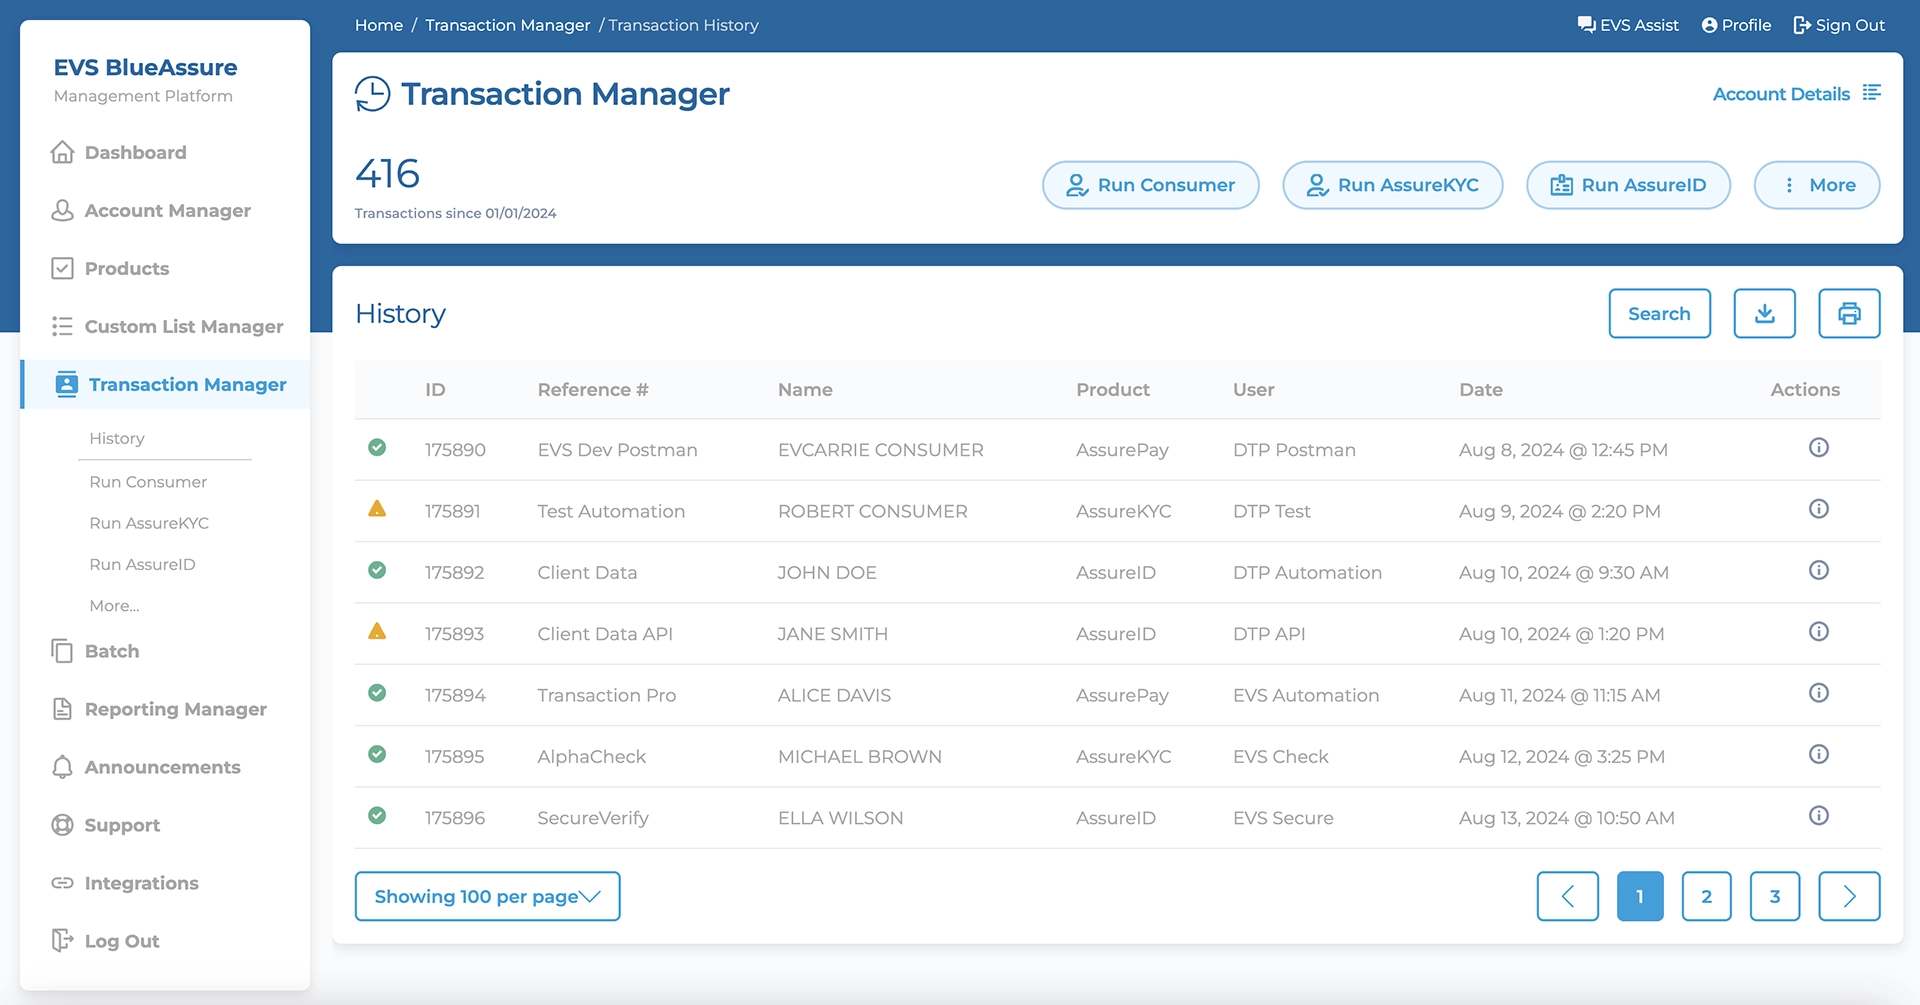 Home / Transaction Manager / Transaction History
EVS Assist Profile Sign Out
EVS BlueAssure
Management Platform
Dashboard
Account Manager
Products
Custom List Manager
Transaction Manager
History
Run Consumer
Run AssureKYC
Run AssureID
More...
Batch
Reporting Manager
Announcements
Support
Integrations
Log Out
Transaction Manager
Account Details
416
Transactions since 01/01/2024
Run Consumer Run AssureKYC Run AssureID More
History
Search
ID Reference # Name Product User Date Actions
175890 EVS Dev Postman EVCARRIE CONSUMER AssurePay DTP Postman Aug 8, 2024 @ 12:45 PM
175891 Test Automation ROBERT CONSUMER AssureKYC DTP Test Aug 9, 2024 @ 2:20 PM
175892 Client Data JOHN DOE AssureID DTP Automation Aug 10, 2024 @ 9:30 AM
175893 Client Data API JANE SMITH AssureID DTP API Aug 10, 2024 @ 1:20 PM
175894 Transaction Pro ALICE DAVIS AssurePay EVS Automation Aug 11, 2024 @ 11:15 AM
175895 AlphaCheck MICHAEL BROWN AssureKYC EVS Check Aug 12, 2024 @ 3:25 PM
175896 SecureVerify ELLA WILSON AssureID EVS Secure Aug 13, 2024 @ 10:50 AM
Showing 100 per page
1 2 3